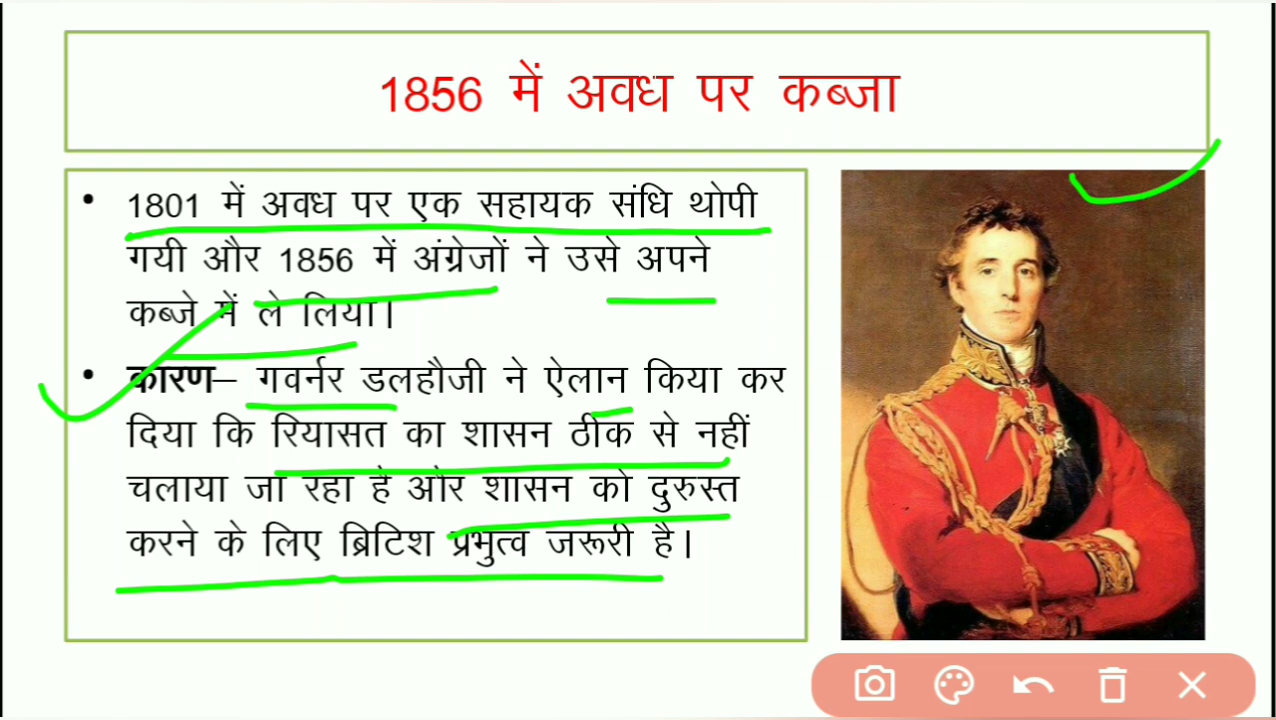 1856 में अवध पर कब्जा
• 1801 में अवध पर एक सहायक संधि थोपी
गयी और 1856 में अंग्रेजों ने उसे अपने
कब्जे में ले लिया।
• कारण– गवर्नर डलहौजी ने ऐलान किया कर
दिया कि रियासत का शासन ठीक से नहीं
चलाया जा रहा है और शासन को दुरुस्त
करने के लिए ब्रिटिश प्रभुत्व जरूरी है।